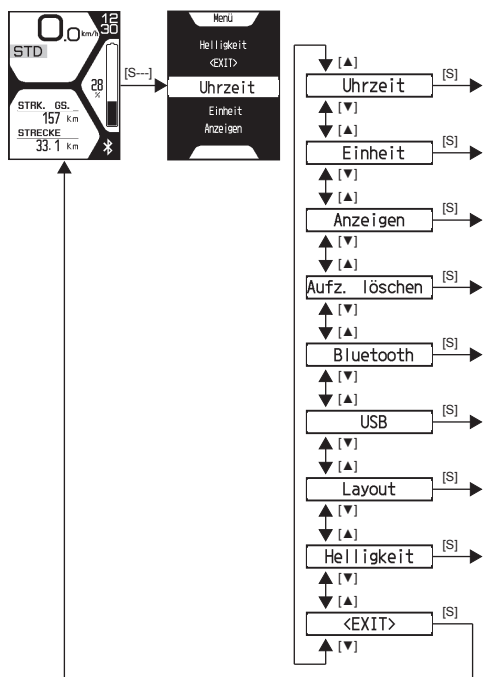 0.0 km/h
12
30
STD
28
%
STRK. GS.
157 km
STRECKE
33.1 km
[S---]
Menü
Helligkeit
<EXIT>
Uhrzeit
Einheit
Anzeigen
[▲]
Uhrzeit [S]
[▼]
[▲]
Einheit [S]
[▼]
[▲]
Anzeigen [S]
[▼]
[▲]
Aufz. löschen [S]
[▼]
[▲]
Bluetooth [S]
[▼]
[▲]
USB [S]
[▼]
[▲]
Layout [S]
[▼]
[▲]
Helligkeit [S]
[▼]
[▲]
<EXIT> [S]
[▼]